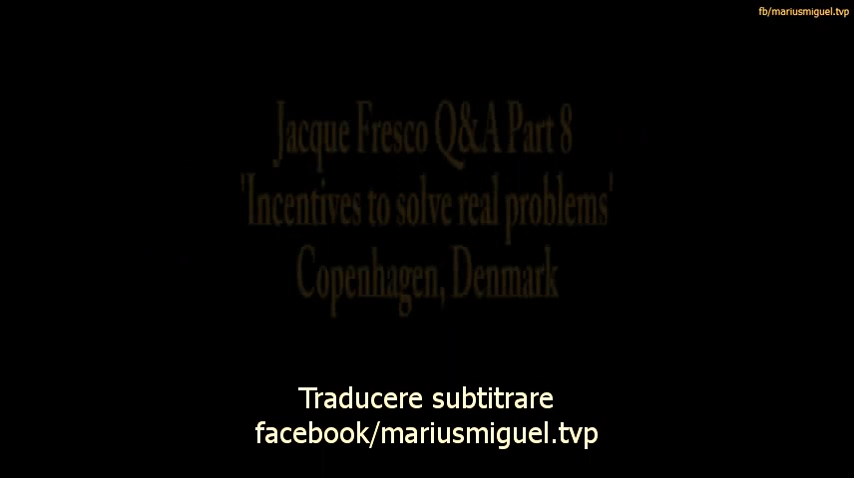 fb/mariusmiguel.tvp
Jacque Fresco Q&A Part 8
'Incentives to solve real problems'
Copenhagen, Denmark
Traducere subtitrare
facebook/mariusmiguel.tvp